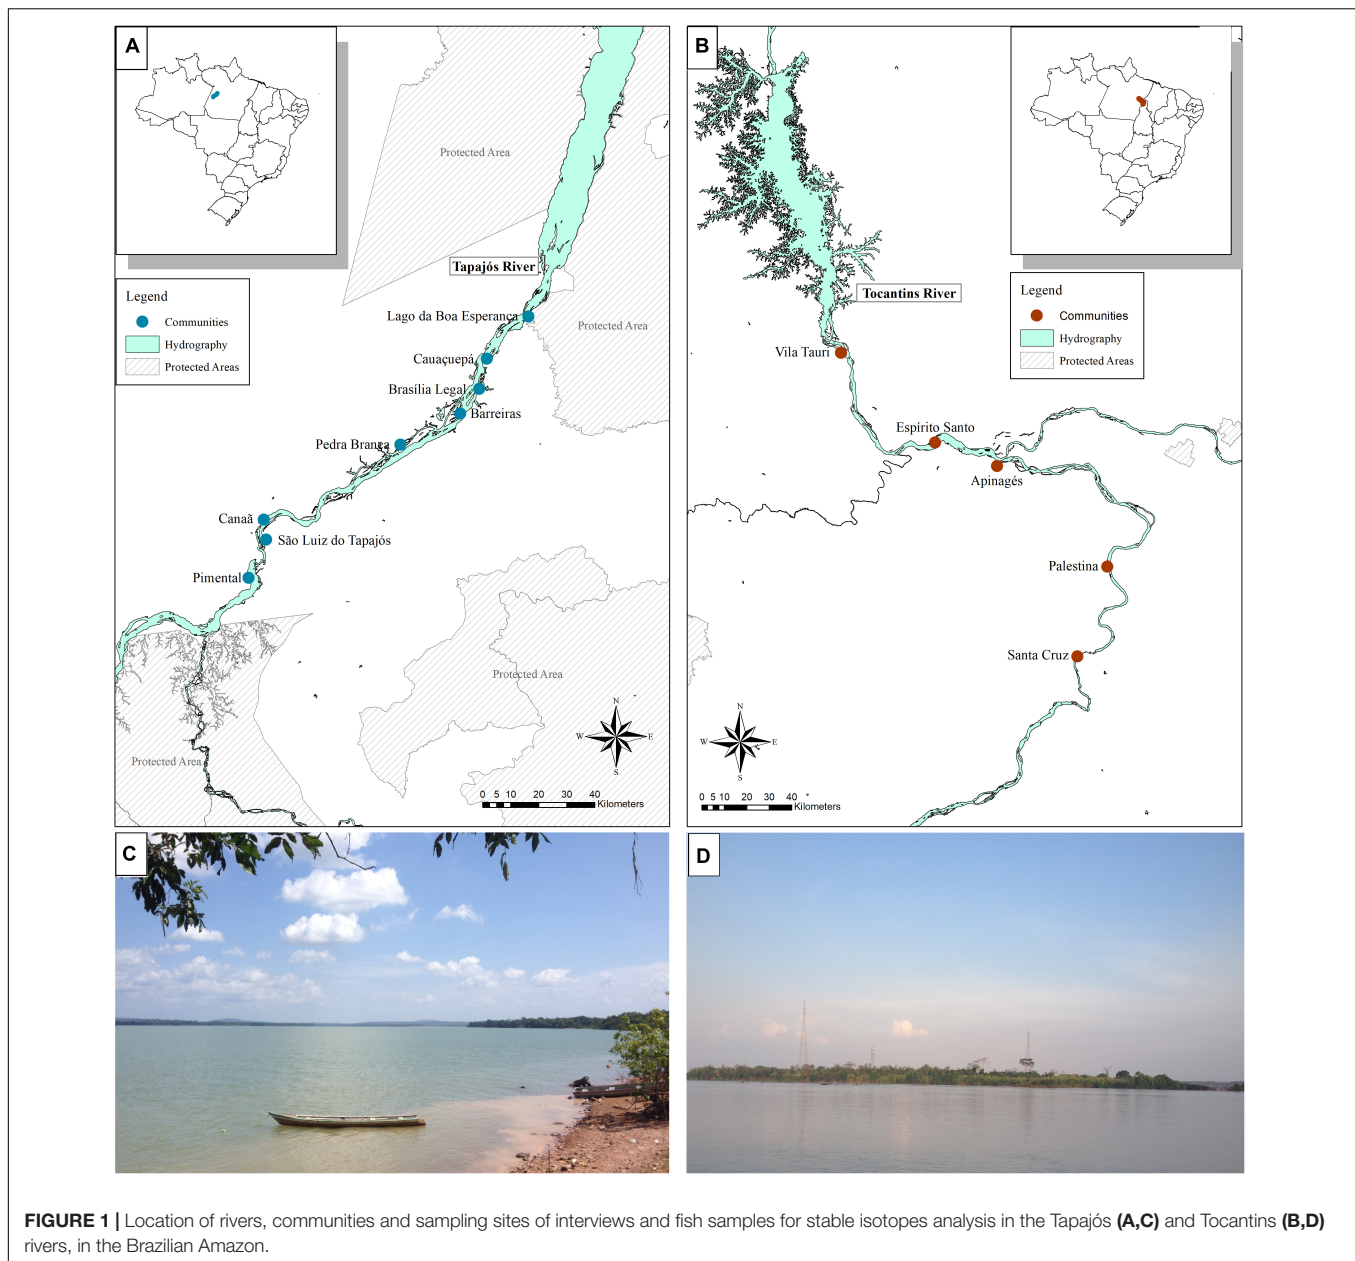 A
Protected Area
Tapajós River
Legend
Communities
Hydrography
Protected Areas
Lago da Boa Esperança
Protected Area
Cauaçuepá
Brasília Legal
Barreiras
Pedra Branca
Canaã
São Luiz do Tapajós
Pimental
Protected Area
Protected Area
N
W
E
S
0 5 10 20 30 40
Kilometers
B
Tocantins River
Legend
Communities
Hydrography
Protected Areas
Vila Tauri
Espírito Santo
Apinagés
Palestina
Santa Cruz
N
W
E
S
0 5 10 20 30 40
Kilometers
C
D
FIGURE 1 | Location of rivers, communities and sampling sites of interviews and fish samples for stable isotopes analysis in the Tapajós (A,C) and Tocantins (B,D)
rivers, in the Brazilian Amazon.